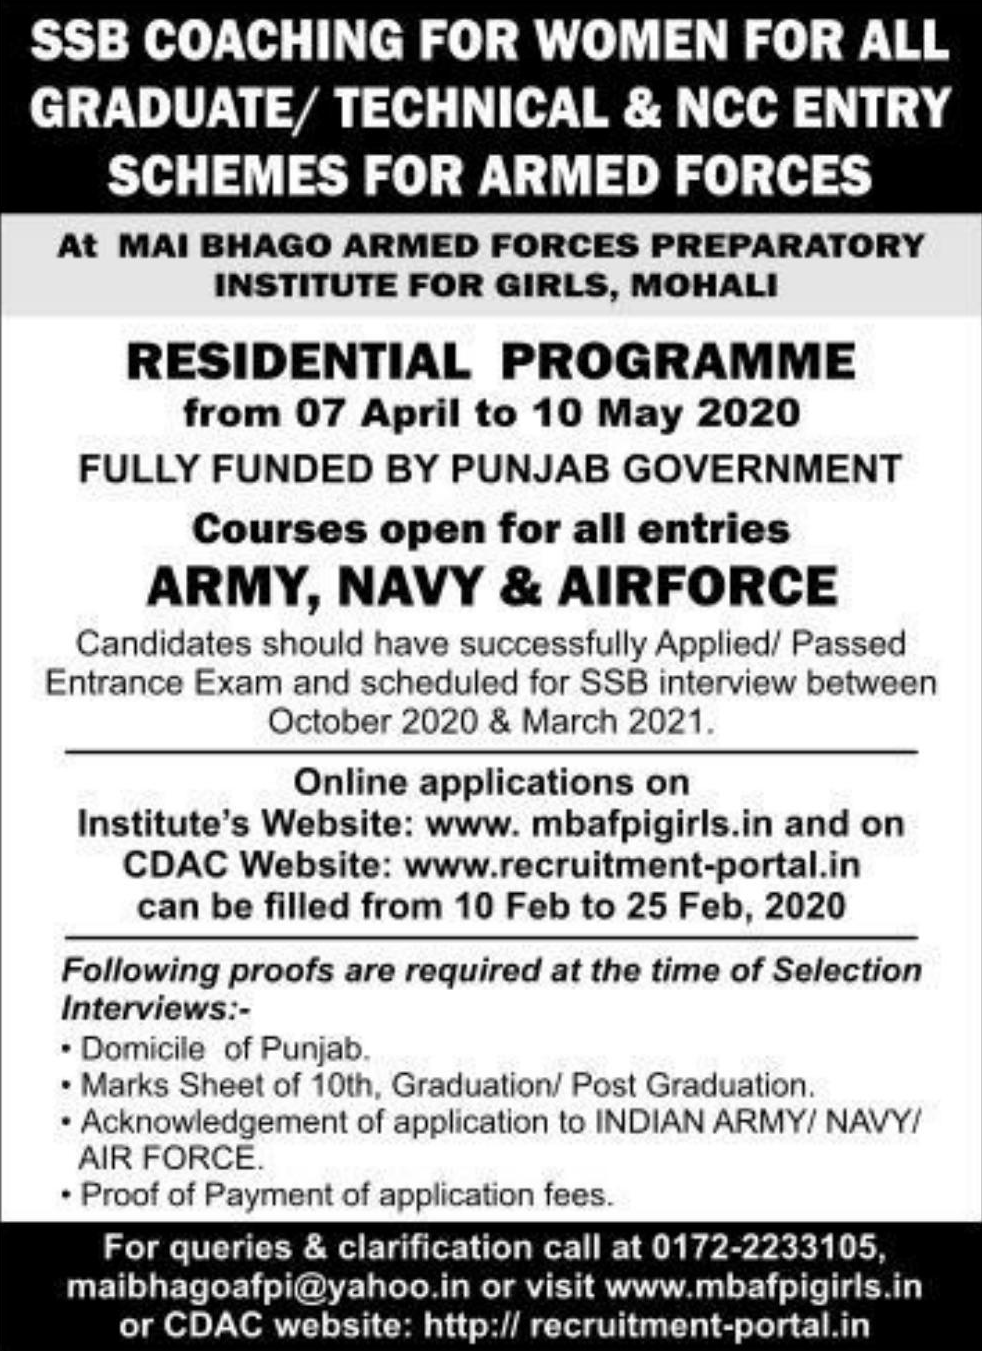 SSB COACHING FOR WOMEN FOR ALL
GRADUATE/ TECHNICAL & NCC ENTRY
SCHEMES FOR ARMED FORCES
At MAI BHAGO ARMED FORCES PREPARATORY
INSTITUTE FOR GIRLS, MOHALI
RESIDENTIAL PROGRAMME
from 07 April to 10 May 2020
FULLY FUNDED BY PUNJAB GOVERNMENT
Courses open for all entries
ARMY, NAVY & AIRFORCE
Candidates should have successfully Applied/ Passed
Entrance Exam and scheduled for SSB interview between
October 2020 & March 2021.
Online applications on
Institute's Website: www. mbafpigirls.in and on
CDAC Website: www.recruitment-portal.in
can be filled from 10 Feb to 25 Feb, 2020
Following proofs are required at the time of Selection
Interviews:-
• Domicile of Punjab.
• Marks Sheet of 10th, Graduation/ Post Graduation.
• Acknowledgement of application to INDIAN ARMY/ NAVY/
AIR FORCE.
• Proof of Payment of application fees.
For queries & clarification call at 0172-2233105,
maibhagoafpi@yahoo.in or visit www.mbafpigirls.in
or CDAC website: http:// recruitment-portal.in